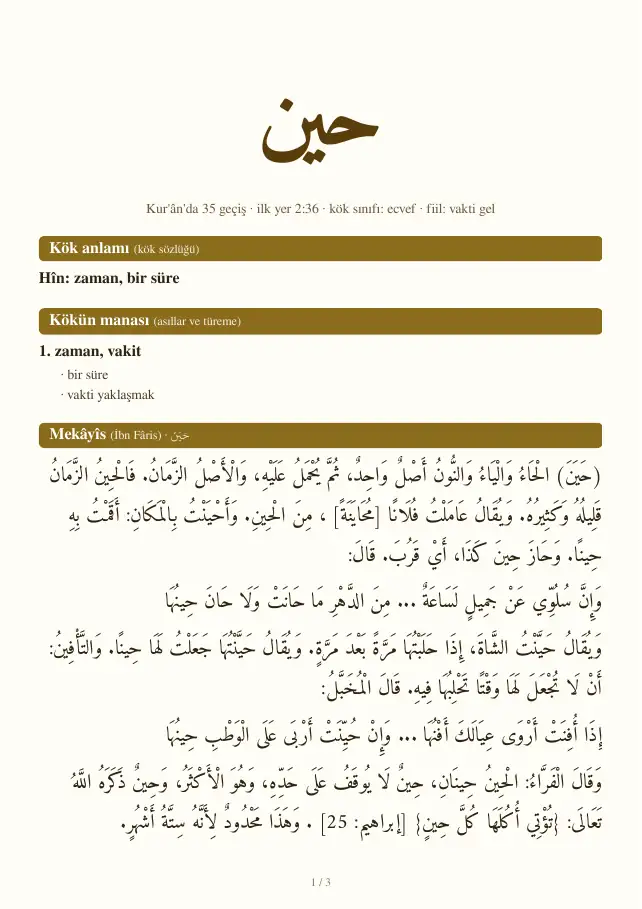 حين
Kur'ân'da 35 geçiş · ilk yer 2:36 · kök sınıfı: ecvef · fiil: vakti gel
Kök anlamı (kök sözlüğü)
Hîn: zaman, bir süre
Kökün manası (asıllar ve türeme)
1. zaman, vakit
· bir süre
· vakti yaklaşmak
Mekâyîs (İbn Fâris) · حَيَنَ
(حَيَنَ) الْحَاءُ وَالْيَاءُ وَالنُّونُ أَصْلٌ وَاحِدٌ، ثُمَّ يُحْمَلُ عَلَيْهِ، وَالْأَصْلُ الزَّمَانُ. فَالْحِينُ الزَّمَانُ
قَلِيلُهُ وَكَثِيرُهُ. وَيُقَالُ عَامَلْتُ فُلَانًا [مُحَايَنَةً] ، مِنَ الْحِينِ. وَأَحْيَنْتُ بِالْمَكَانِ: أَقَمْتُ بِهِ
حِينًا. وَحَازَ حِينَ كَذَا، أَيْ قَرُبَ. قَالَ:
وَإِنَّ سُلُوِّي عَنْ جَمِيلٍ لَسَاعَةٌ ... مِنَ الدَّهْرِ مَا حَانَتْ وَلَا حَانَ حِينُهَا
وَيُقَالُ حَيَّنْتُ الشَّاةَ، إِذَا حَلَبْتُهَا مَرَّةً بَعْدَ مَرَّةٍ. وَيُقَالُ حَيَّنْتُهَا جَعَلْتُ لَهَا حِينًا. وَالتَّأْفِينُ:
أَنْ لَا تُجْعَلَ لَهَا وَقْتًا تَحْلِبُهَا فِيهِ. قَالَ الْمُخَبَّلُ:
إِذَا أُفِنَتْ أَرْوَى عِيَالَكَ أَفْنُهَا ... وَإِنْ حُيِّنَتْ أَرْبَى عَلَى الْوَطْبِ حِينُهَا
وَقَالَ الْفَرَّاءُ: الْحِينُ حِينَانِ، حِينٌ لَا يُوقَفُ عَلَى حَدِّهِ، وَهُوَ الْأَكْثَرُ، وَحِينٌ ذَكَرَهُ اللَّهُ
تَعَالَى: {تُؤْتِي أُكُلَهَا كُلَّ حِينٍ} [إبراهيم: 25] . وَهَذَا مَحْدُودٌ لِأَنَّهُ سِتَّةُ أَشْهُرٍ.
1 / 3